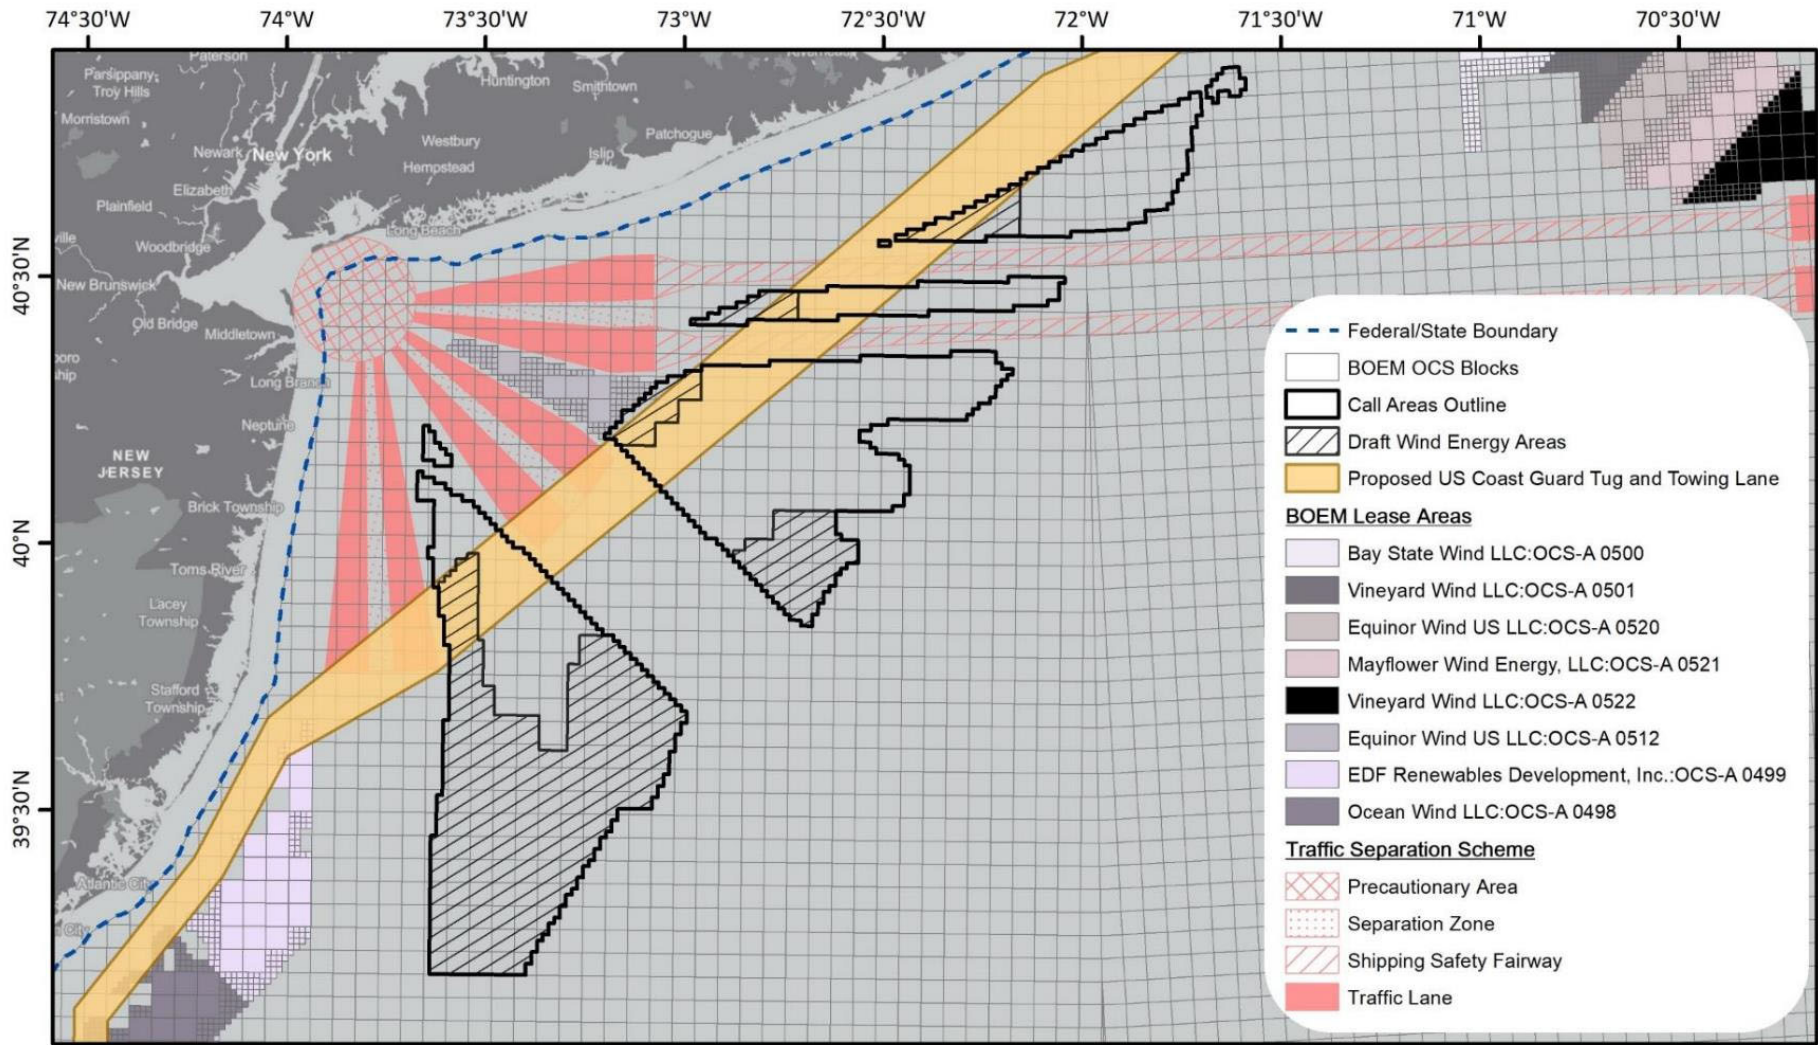 74°30'W 74°W 73°30'W 73°W 72°30'W 72°W 71°30'W 71°W 70°30'W
Paterson
Parsippany-
Troy Hills
Huntington
Smithtown
Morristown
Westbury
Patchogue
Newark
New York
Hempstead
Islip
Elizabeth
Plainfield
Long Beach
ville
Woodbridge
40°30'N
New Brunswick
Old Bridge
Middletown
boro
ship
Long Branch
Neptune
NEW
JERSEY
Brick Township
40°N
Toms River
Lacey
Township
Stafford
Township
39°30'N
Atlantic City
City
Federal/State Boundary
BOEM OCS Blocks
Call Areas Outline
Draft Wind Energy Areas
Proposed US Coast Guard Tug and Towing Lane
BOEM Lease Areas
Bay State Wind LLC:OCS-A 0500
Vineyard Wind LLC:OCS-A 0501
Equinor Wind US LLC:OCS-A 0520
Mayflower Wind Energy, LLC:OCS-A 0521
Vineyard Wind LLC:OCS-A 0522
Equinor Wind US LLC:OCS-A 0512
EDF Renewables Development, Inc.:OCS-A 0499
Ocean Wind LLC:OCS-A 0498
Traffic Separation Scheme
Precautionary Area
Separation Zone
Shipping Safety Fairway
Traffic Lane